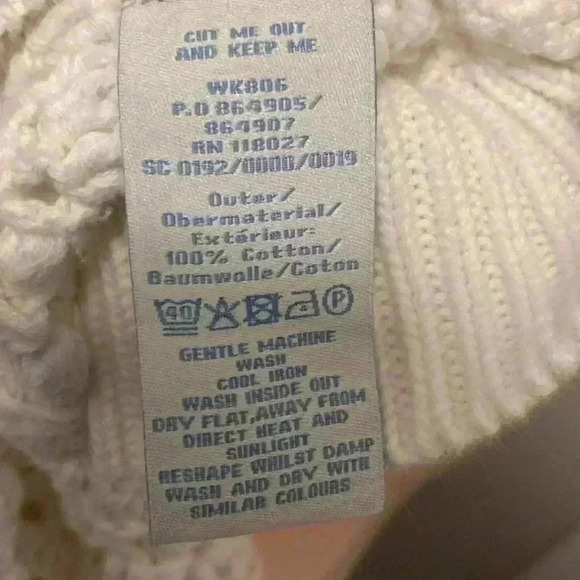 CUT ME OUT
AND KEEP ME
WK806
P.O 864905/
864907
RN 118027
SC 0192/0000/0019
Outer/
Obermaterial/
Extérieur:
100% Cotton/
Baumwolle/Coton
40 P
GENTLE MACHINE
WASH
COOL IRON
WASH INSIDE OUT
DRY FLAT,AWAY FROM
DIRECT HEAT AND
SUNLIGHT
RESHAPE WHILST DAMP
WASH AND DRY WITH
SIMILAR COLOURS